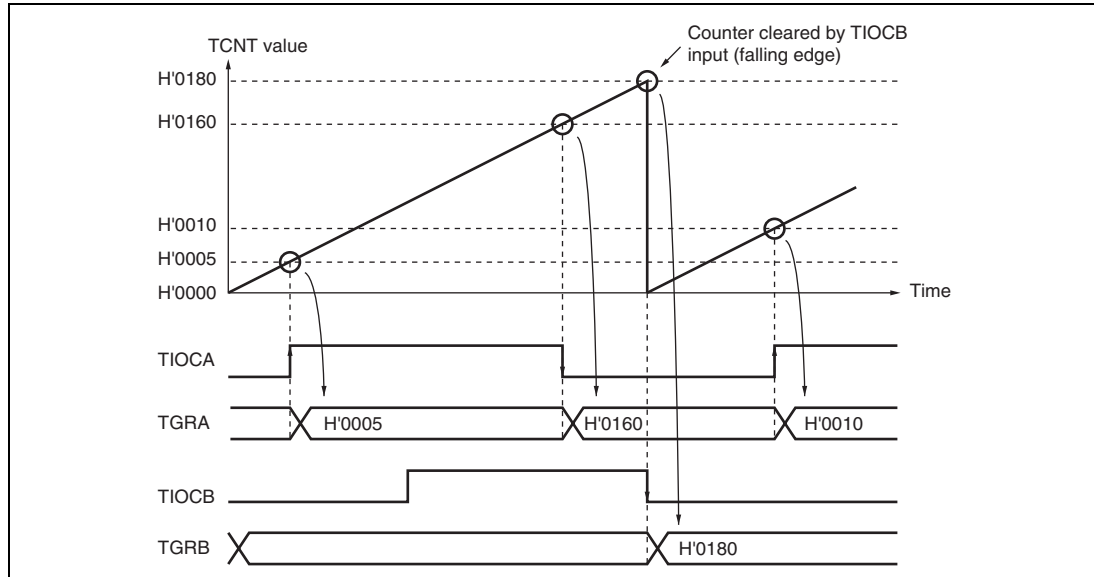 Counter cleared by TIOCB
input (falling edge)
TCNT value
H'0180
H'0160
H'0010
H'0005
H'0000
Time
TIOCA
TGRA
H'0005
H'0160
H'0010
TIOCB
TGRB
H'0180